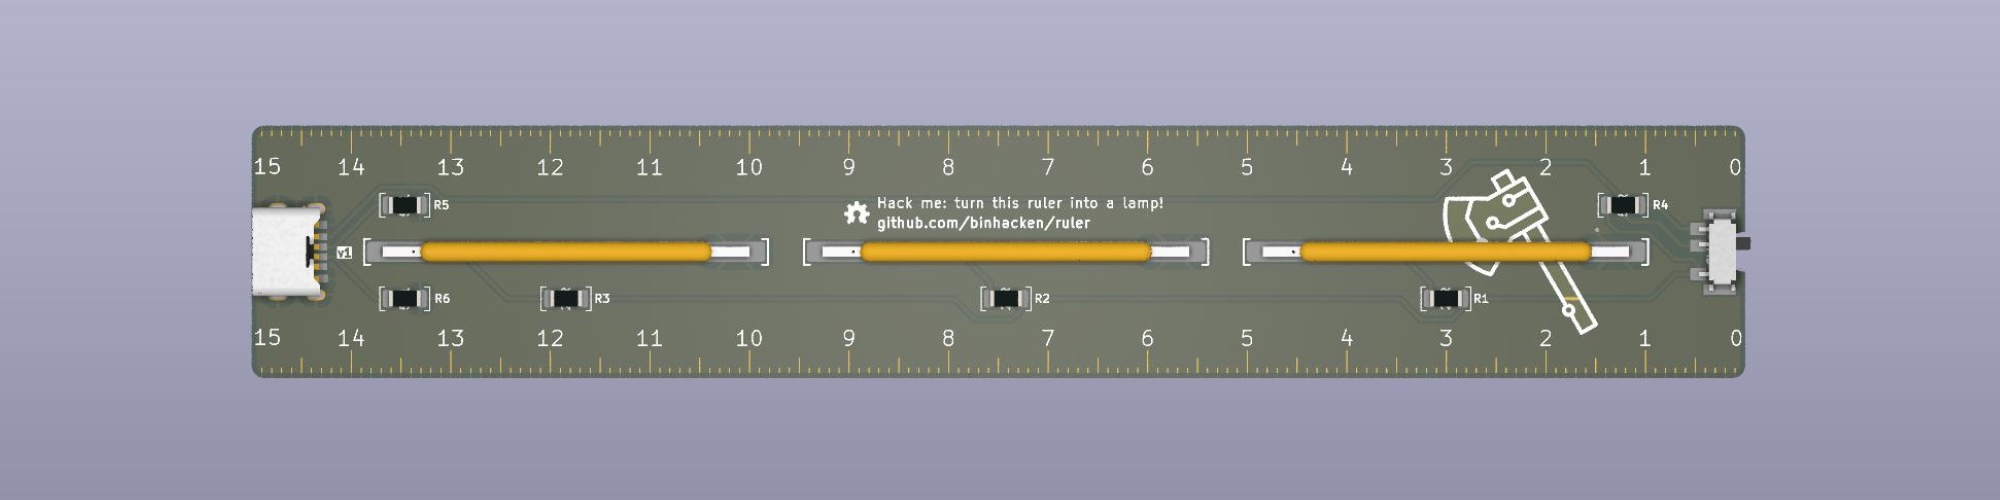 15 14 13 12 11 10 9 8 7 6 5 4 3 2 1 0
R5
Hack me: turn this ruler into a lamp!
github.com/binhacken/ruler
R4
v1
R6 R3 R2 R1
15 14 13 12 11 10 9 8 7 6 5 4 3 2 1 0